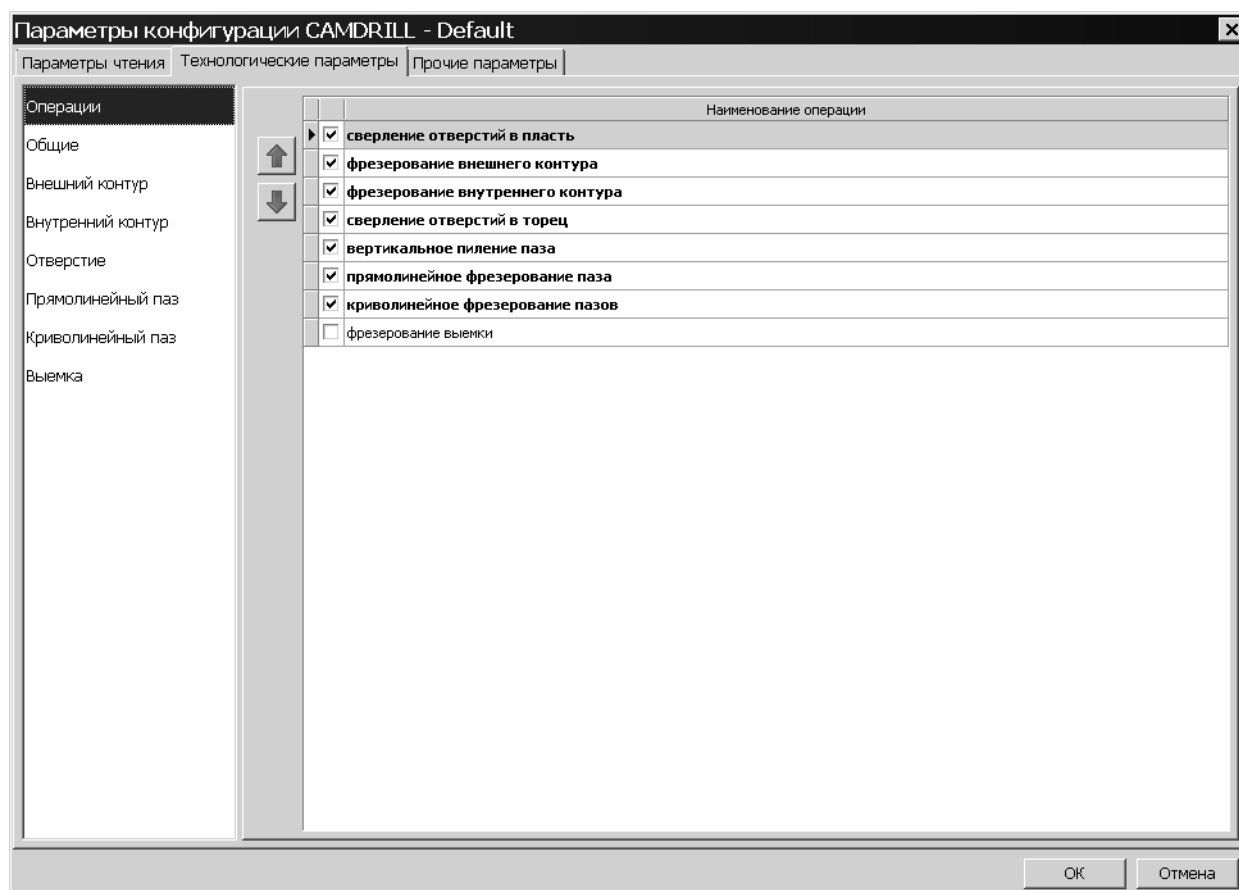 Параметры конфигурации CAMDRILL - Default
Параметры чтения
Технологические параметры
Прочие параметры
Операции
Общие
Внешний контур
Внутренний контур
Отверстие
Прямолинейный паз
Криволинейный паз
Выемка
Наименование операции
сверление отверстий в пласть
фрезерование внешнего контура
фрезерование внутреннего контура
сверление отверстий в торец
вертикальное пиление паза
прямолинейное фрезерование паза
криволинейное фрезерование пазов
фрезерование выемки
ОК
Отмена